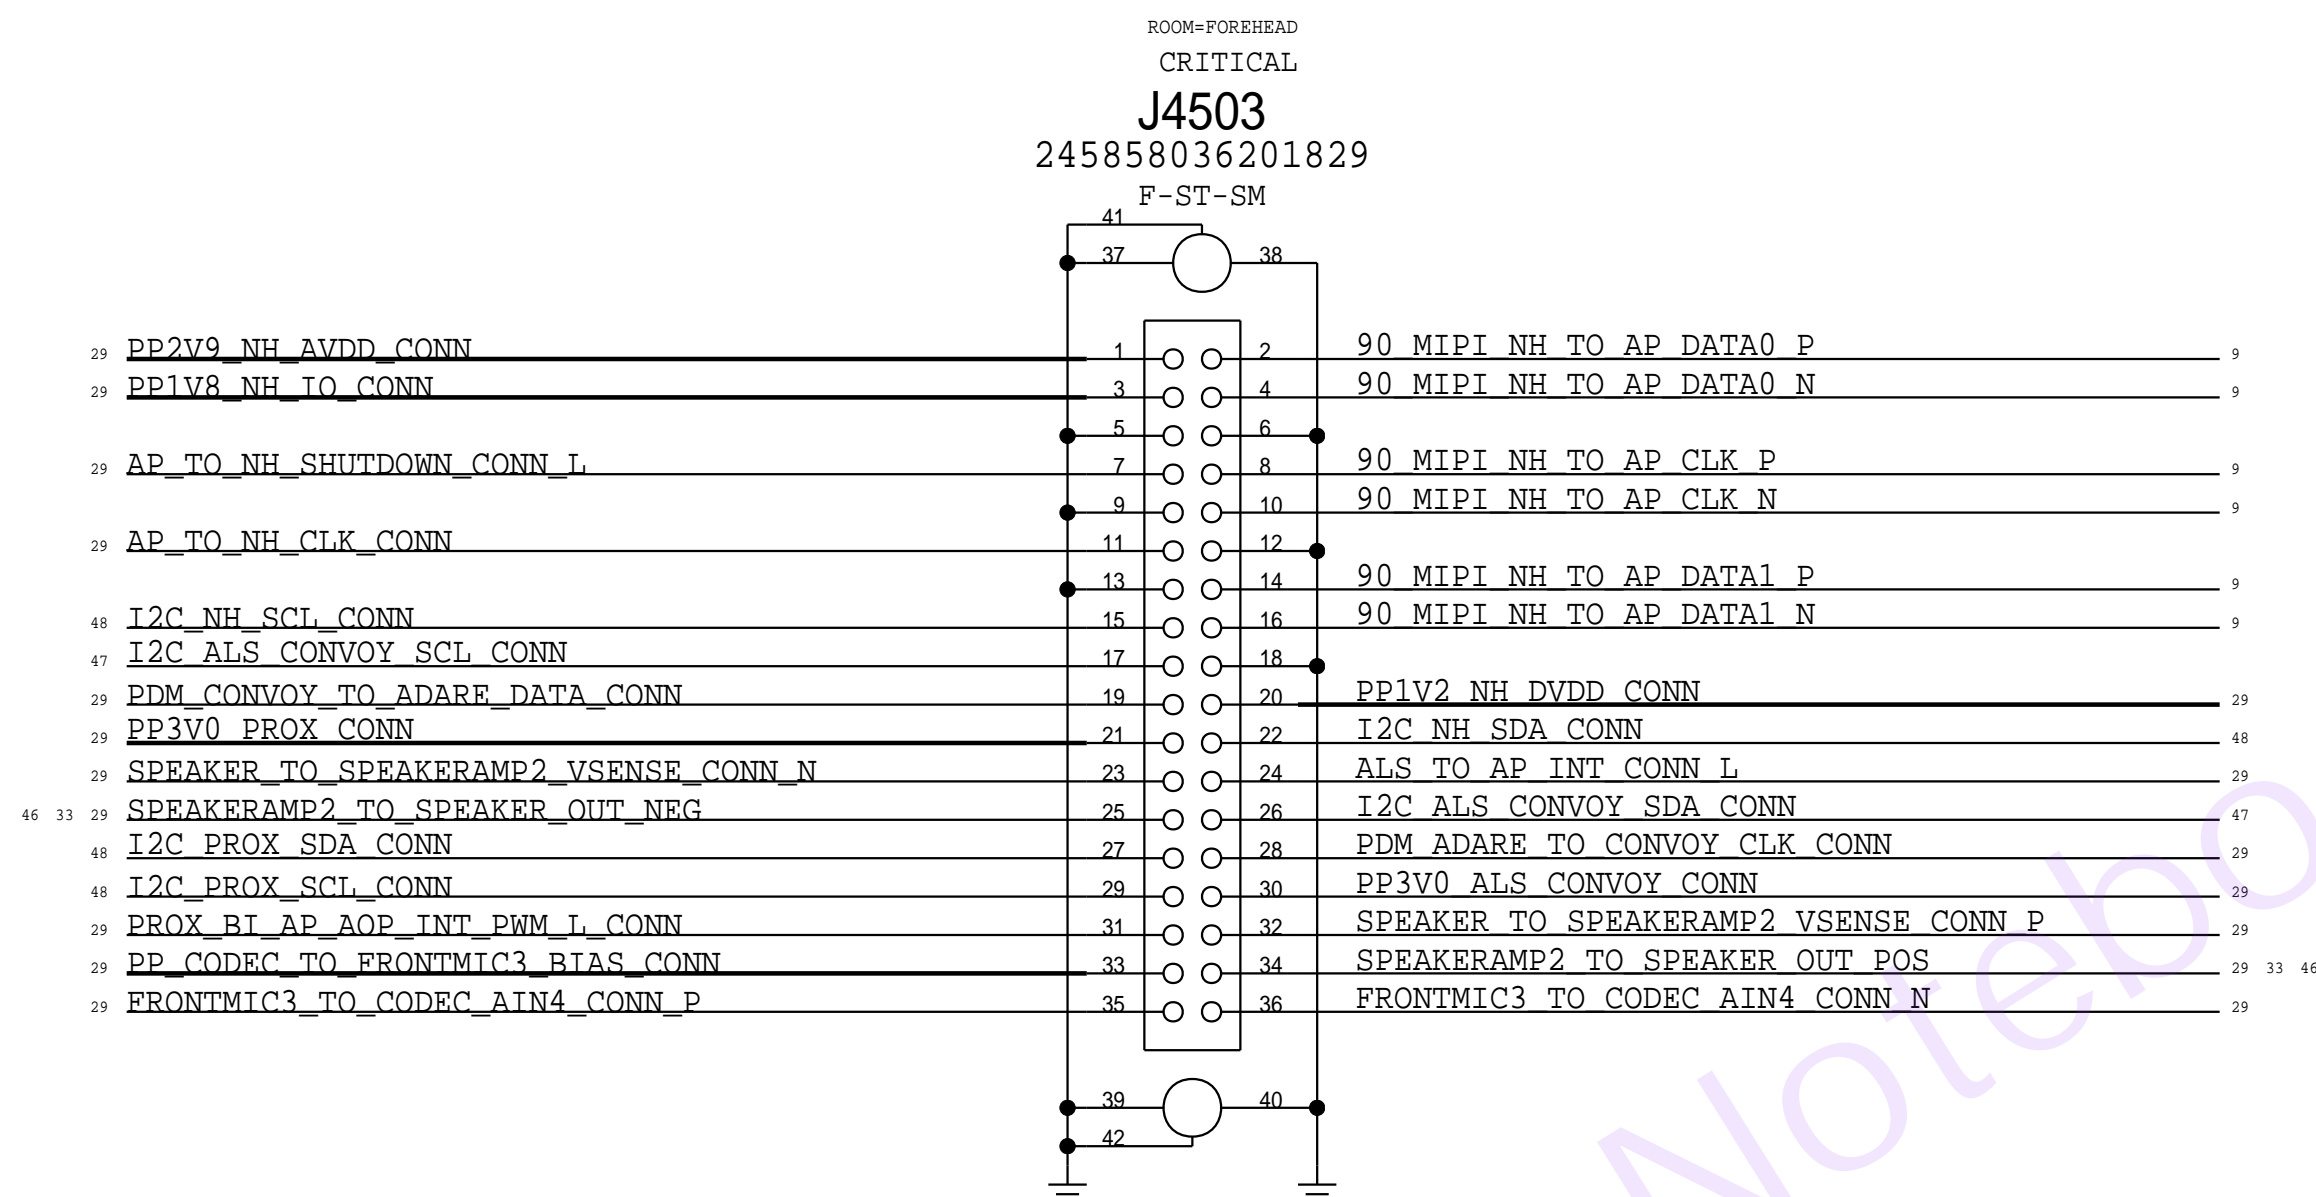 ROOM=FOREHEAD
CRITICAL
J4503
245858036201829
F-ST-SM
41
37 38
29 PP2V9_NH_AVDD_CONN 1 2 90_MIPI_NH_TO_AP_DATA0_P 9
29 PP1V8_NH_IO_CONN 3 4 90_MIPI_NH_TO_AP_DATA0_N 9
5 6
29 AP_TO_NH_SHUTDOWN_CONN_L 7 8 90_MIPI_NH_TO_AP_CLK_P 9
9 10 90_MIPI_NH_TO_AP_CLK_N 9
29 AP_TO_NH_CLK_CONN 11 12
13 14 90_MIPI_NH_TO_AP_DATA1_P 9
48 I2C_NH_SCL_CONN 15 16 90_MIPI_NH_TO_AP_DATA1_N 9
47 I2C_ALS_CONVOY_SCL_CONN 17 18
29 PDM_CONVOY_TO_ADARE_DATA_CONN 19 20 PP1V2_NH_DVDD_CONN 29
29 PP3V0_PROX_CONN 21 22 I2C_NH_SDA_CONN 48
29 SPEAKER_TO_SPEAKERAMP2_VSENSE_CONN_N 23 24 ALS_TO_AP_INT_CONN_L 29
46 33 29 SPEAKERAMP2_TO_SPEAKER_OUT_NEG 25 26 I2C_ALS_CONVOY_SDA_CONN 47
48 I2C_PROX_SDA_CONN 27 28 PDM_ADARE_TO_CONVOY_CLK_CONN 29
48 I2C_PROX_SCL_CONN 29 30 PP3V0_ALS_CONVOY_CONN 29
29 PROX_BI_AP_AOP_INT_PWM_L_CONN 31 32 SPEAKER_TO_SPEAKERAMP2_VSENSE_CONN_P 29
29 PP_CODEC_TO_FRONTMIC3_BIAS_CONN 33 34 SPEAKERAMP2_TO_SPEAKER_OUT_POS 29 33 46
29 FRONTMIC3_TO_CODEC_AIN4_CONN_P 35 36 FRONTMIC3_TO_CODEC_AIN4_CONN_N 29
39 40
42
Notebo